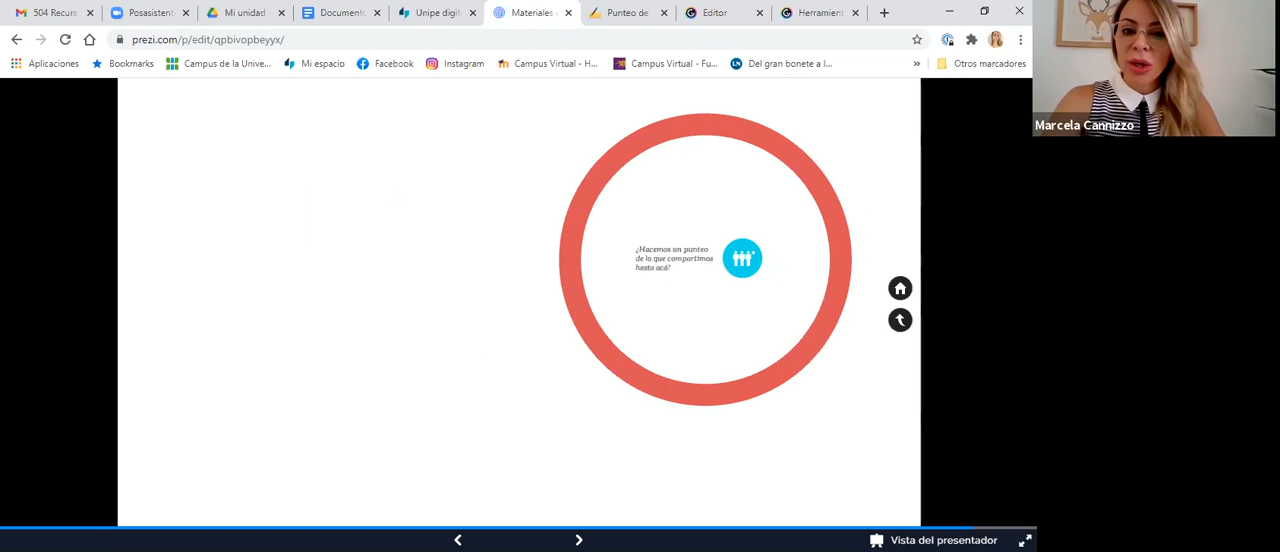 504 Recurs
Posasistent
Mi unidad
Documento
Unipe digit
Materiales
Punteo de
Editor
Herramient
prezi.com/p/edit/qpbivopbeyyx/
Aplicaciones
Bookmarks
Campus de la Unive...
Mi espacio
Facebook
Instagram
Campus Virtual - H...
Campus Virtual - Fu...
Del gran bonete a l...
»
Otros marcadores
Marcela Cannizzo
¿Hacemos un punteo
de lo que compartimos
hasta acá?
Vista del presentador